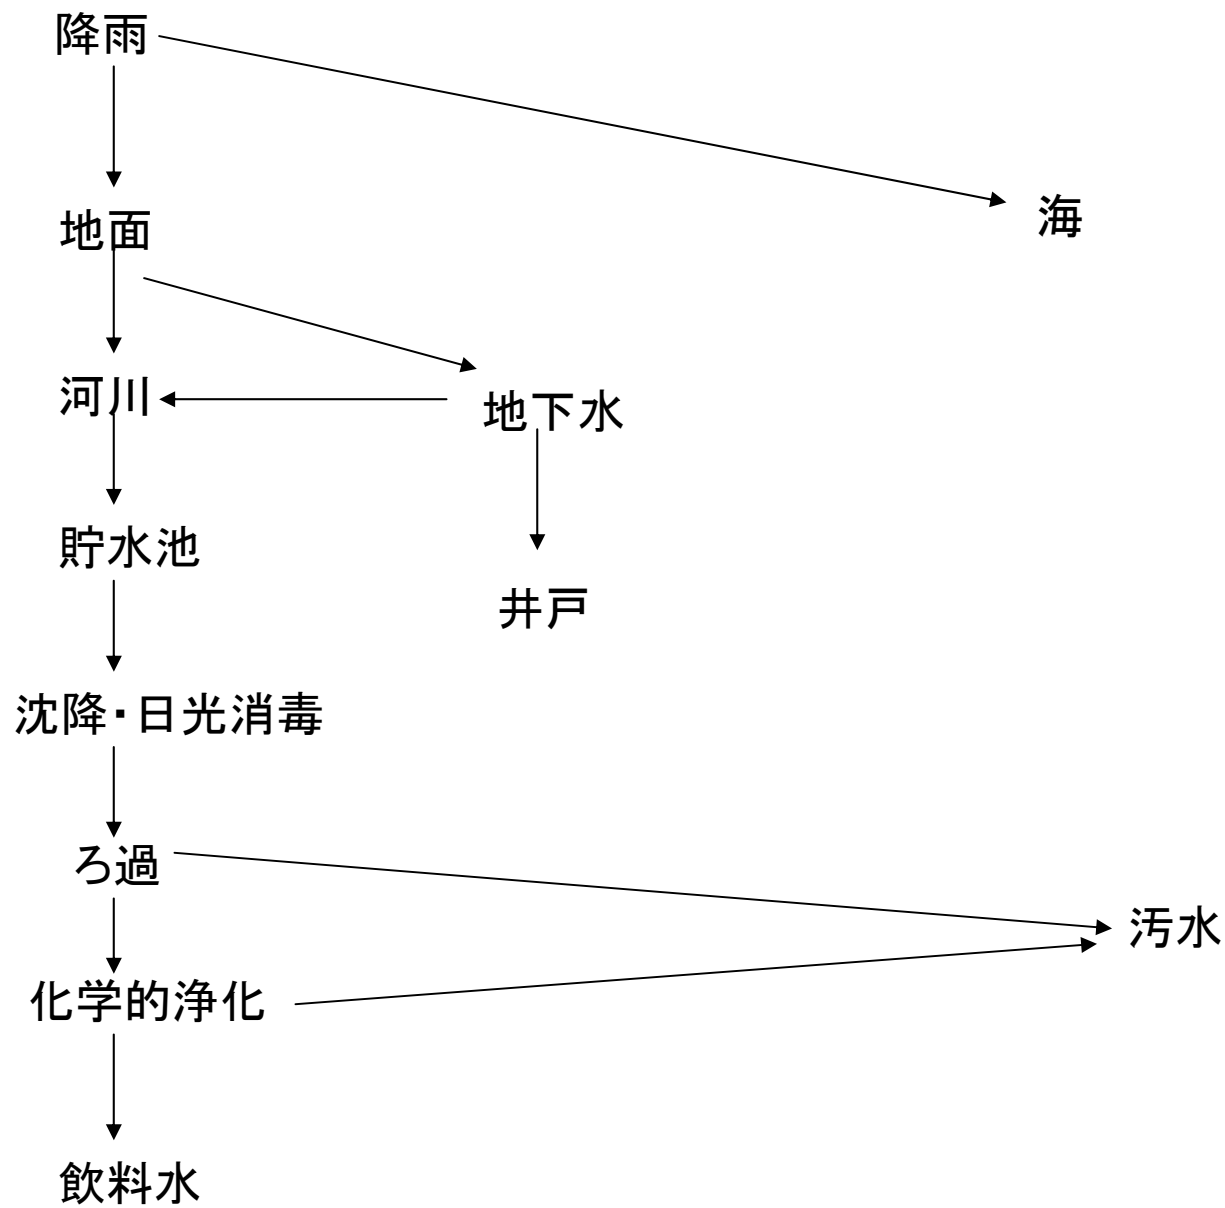 降雨
海
地面
河川
地下水
貯水池
井戸
沈降・日光消毒
ろ過
汚水
化学的浄化
飲料水